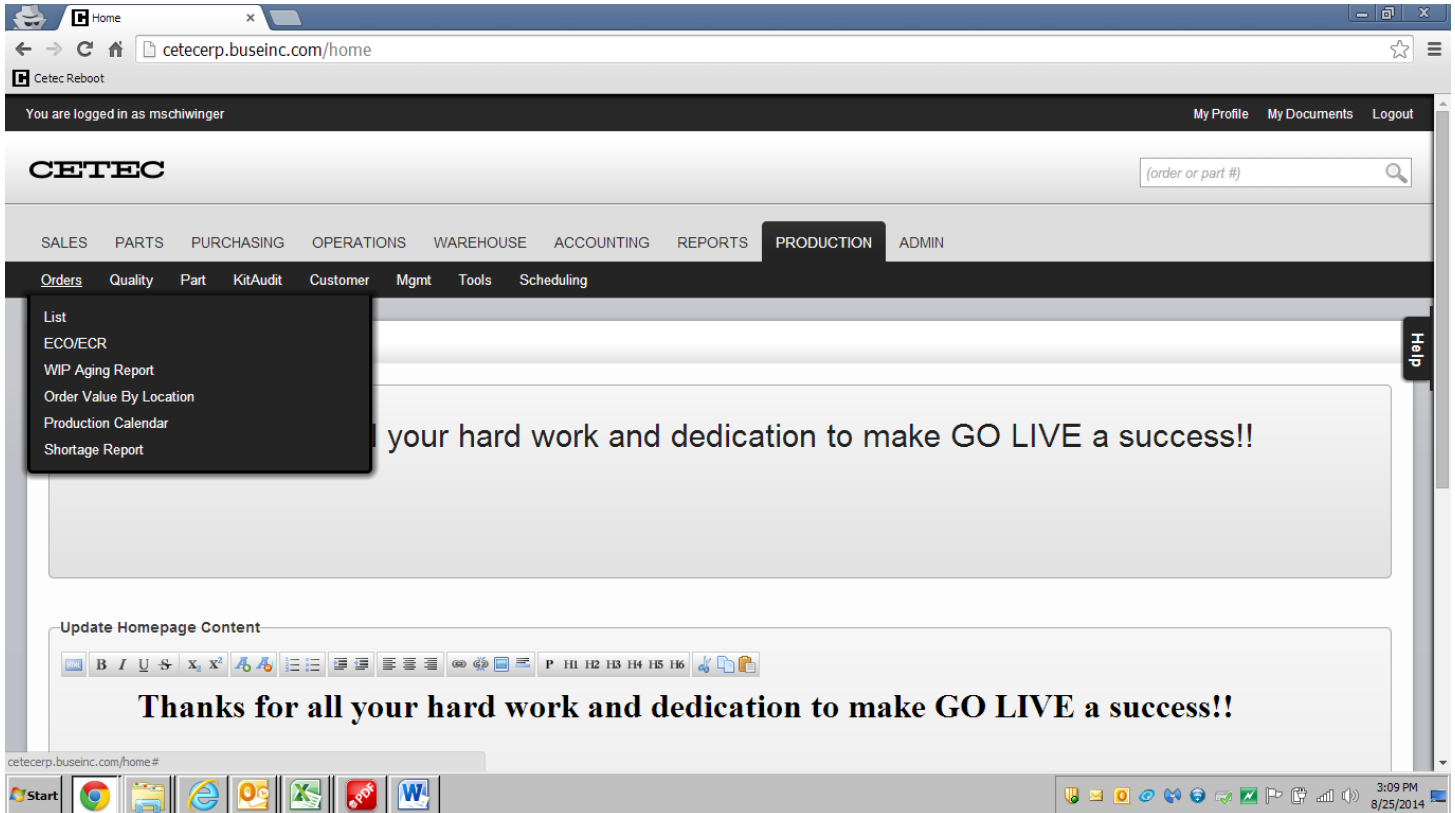 Home
cetecerp.buseinc.com/home
Cetec Reboot
You are logged in as mschiwinger
My Profile My Documents Logout
CETEC
(order or part #)
SALES PARTS PURCHASING OPERATIONS WAREHOUSE ACCOUNTING REPORTS PRODUCTION ADMIN
Orders Quality Part KitAudit Customer Mgmt Tools Scheduling
List
ECO/ECR
WIP Aging Report
Order Value By Location
Production Calendar
Shortage Report
Help
your hard work and dedication to make GO LIVE a success!!
Update Homepage Content
HTML B I U S X₂ X² P H1 H2 H3 H4 H5 H6
Thanks for all your hard work and dedication to make GO LIVE a success!!
cetecerp.buseinc.com/home#
Start
PDF
3:09 PM
8/25/2014